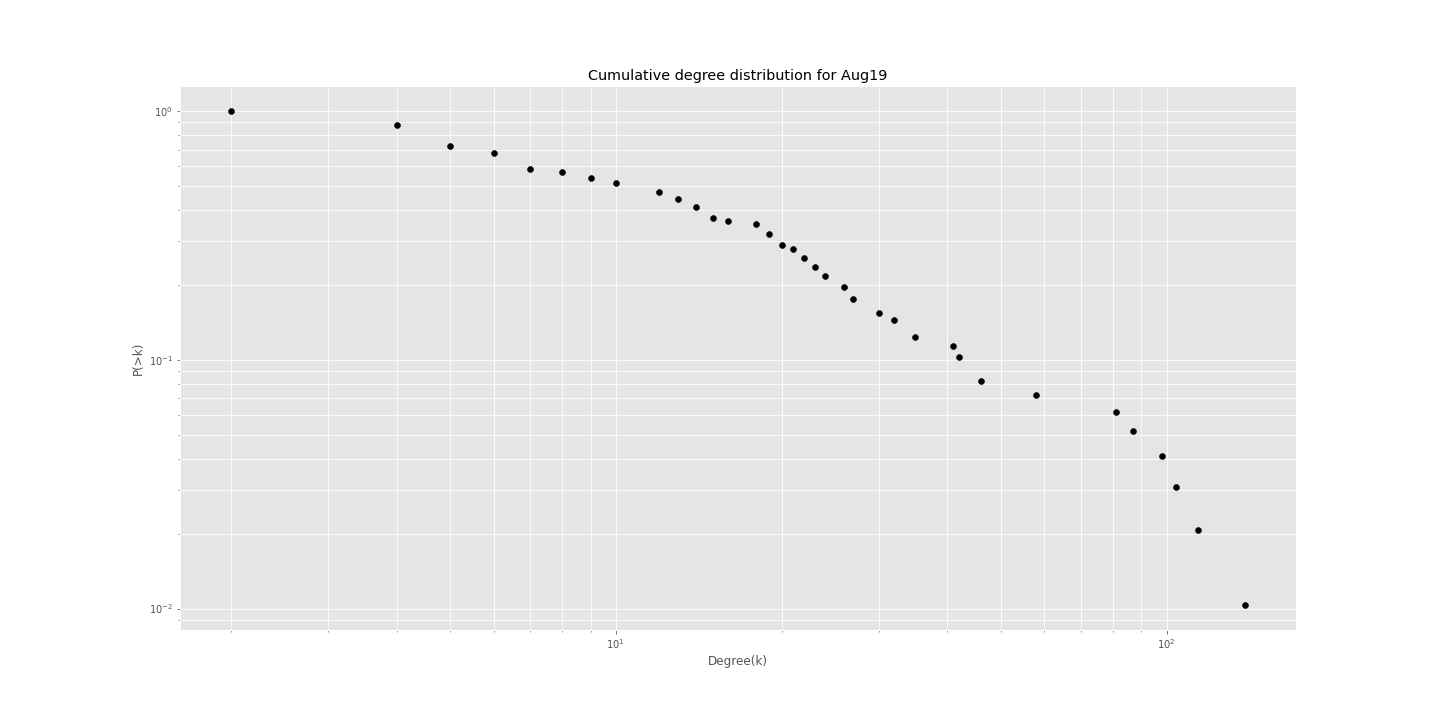 Cumulative degree distribution for Aug19
10⁰
10⁻¹
10⁻²
P(>k)
10¹
10²
Degree(k)